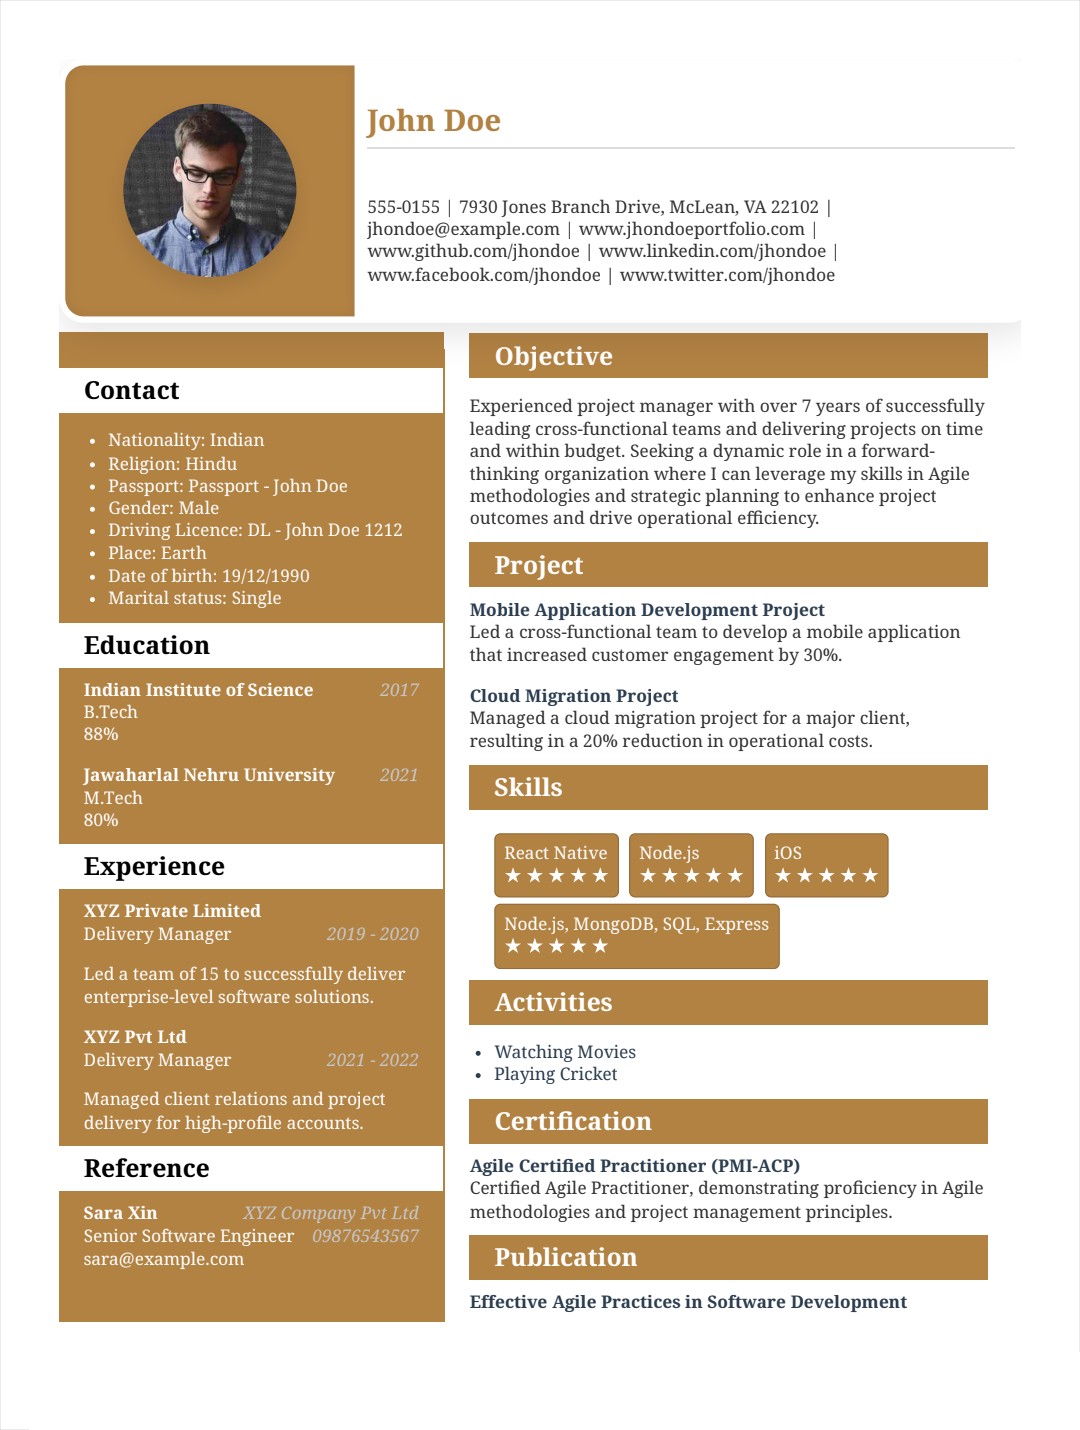 John Doe
555-0155 | 7930 Jones Branch Drive, McLean, VA 22102 |
jhondoe@example.com | www.jhondoeportfolio.com |
www.github.com/jhondoe | www.linkedin.com/jhondoe |
www.facebook.com/jhondoe | www.twitter.com/jhondoe
Contact
• Nationality: Indian
• Religion: Hindu
• Passport: Passport - John Doe
• Gender: Male
• Driving Licence: DL - John Doe 1212
• Place: Earth
• Date of birth: 19/12/1990
• Marital status: Single
Education
Indian Institute of Science 2017
B.Tech
88%
Jawaharlal Nehru University 2021
M.Tech
80%
Experience
XYZ Private Limited
Delivery Manager 2019 - 2020
Led a team of 15 to successfully deliver
enterprise-level software solutions.
XYZ Pvt Ltd
Delivery Manager 2021 - 2022
Managed client relations and project
delivery for high-profile accounts.
Reference
Sara Xin XYZ Company Pvt Ltd
Senior Software Engineer 09876543567
sara@example.com
Objective
Experienced project manager with over 7 years of successfully
leading cross-functional teams and delivering projects on time
and within budget. Seeking a dynamic role in a forward-
thinking organization where I can leverage my skills in Agile
methodologies and strategic planning to enhance project
outcomes and drive operational efficiency.
Project
Mobile Application Development Project
Led a cross-functional team to develop a mobile application
that increased customer engagement by 30%.
Cloud Migration Project
Managed a cloud migration project for a major client,
resulting in a 20% reduction in operational costs.
Skills
React Native Node.js iOS
★★★★★ ★★★★★ ★★★★★
Node.js, MongoDB, SQL, Express
★★★★★
Activities
• Watching Movies
• Playing Cricket
Certification
Agile Certified Practitioner (PMI-ACP)
Certified Agile Practitioner, demonstrating proficiency in Agile
methodologies and project management principles.
Publication
Effective Agile Practices in Software Development